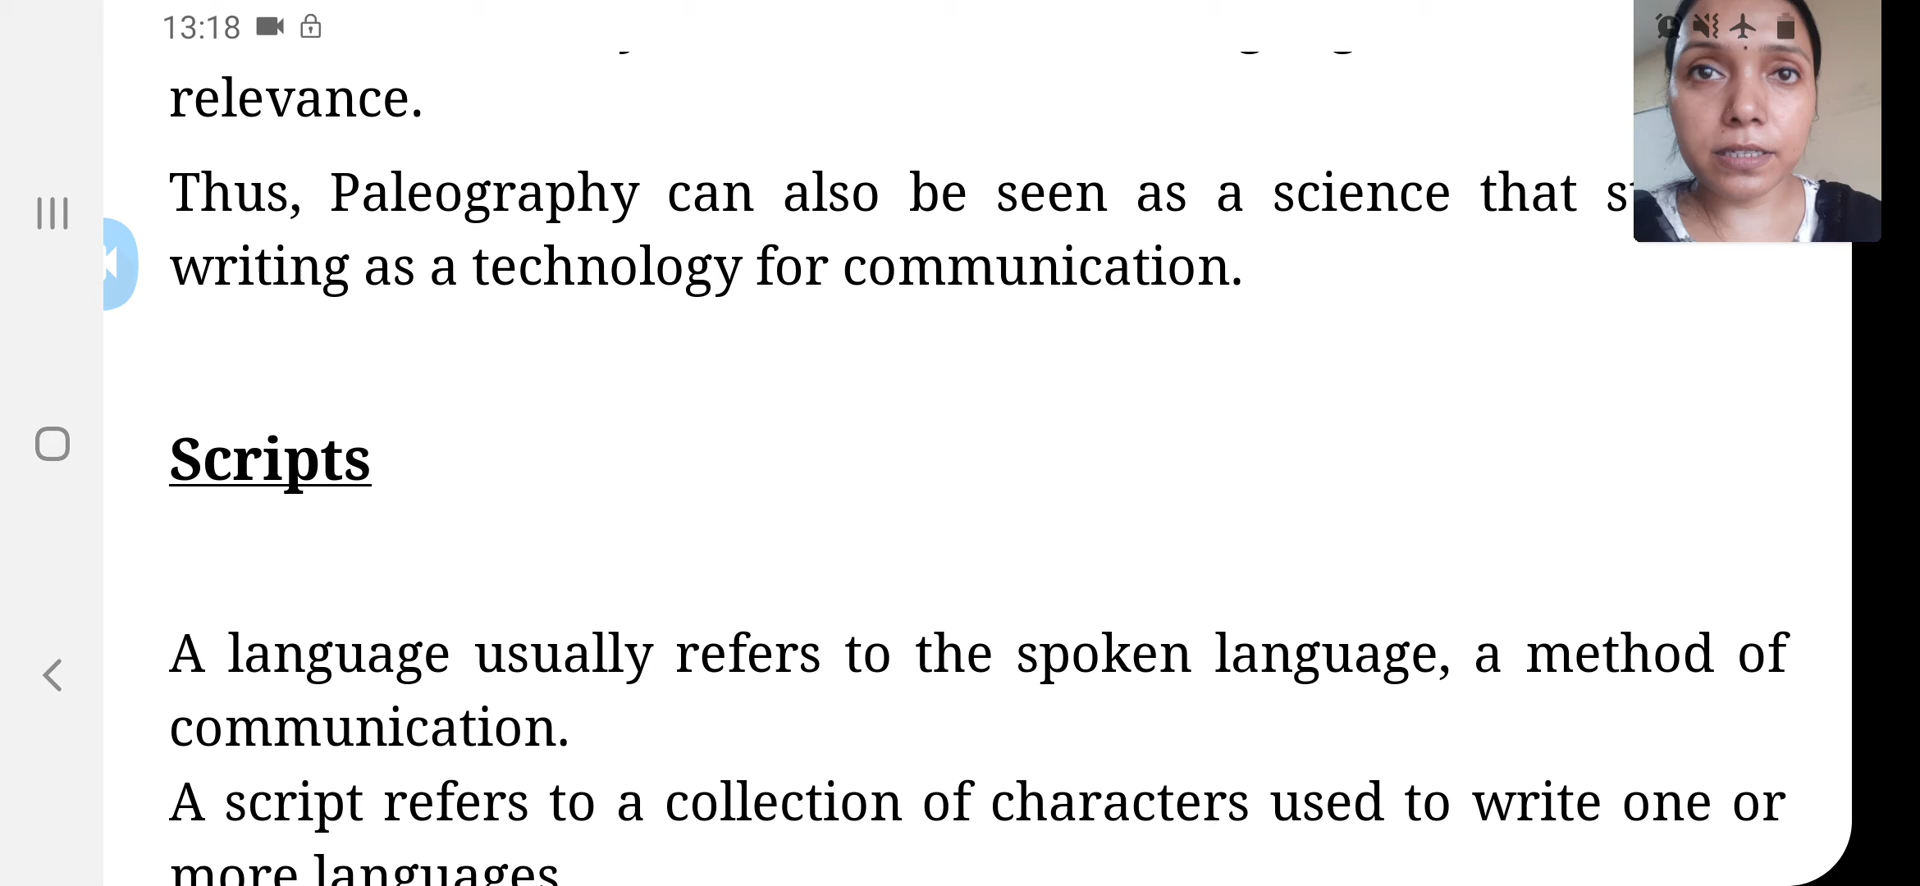 13:18
relevance.
Thus, Paleography can also be seen as a science that
writing as a technology for communication.
Scripts
A language usually refers to the spoken language, a method of
communication.
A script refers to a collection of characters used to write one or
more languages